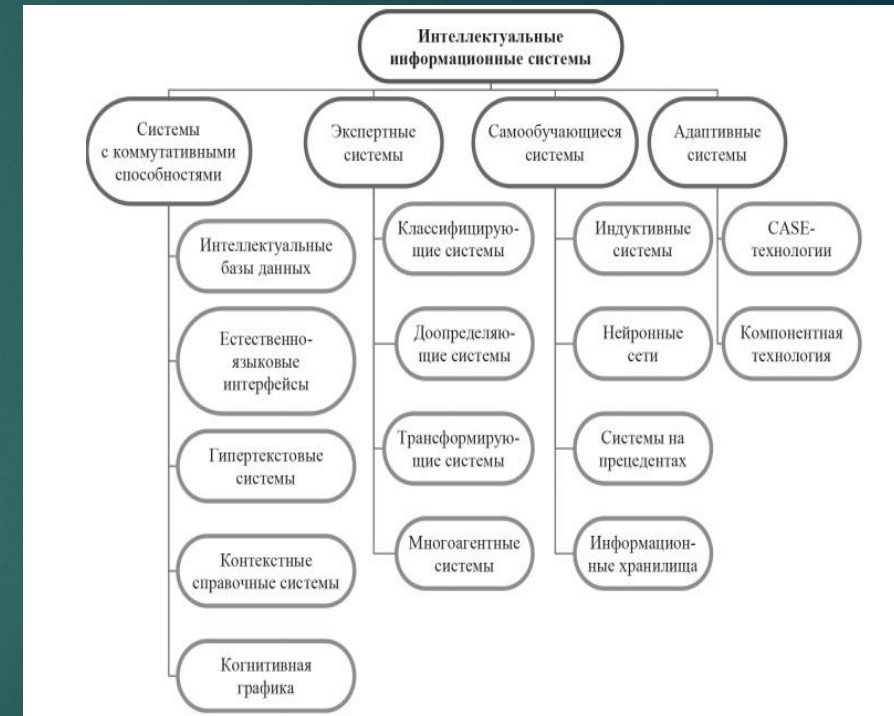 Интеллектуальные
информационные системы
Системы
с коммутативными
способностями
Экспертные
системы
Самообучающиеся
системы
Адаптивные
системы
Интеллектуальные
базы данных
Естественно-
языковые
интерфейсы
Гипертекстовые
системы
Контекстные
справочные системы
Когнитивная
графика
Классифицирую-
щие системы
Доопределяю-
щие системы
Трансформирую-
щие системы
Многоагентные
системы
Индуктивные
системы
Нейронные
сети
Системы на
прецедентах
Информацион-
ные хранилища
CASE-
технологии
Компонентная
технология